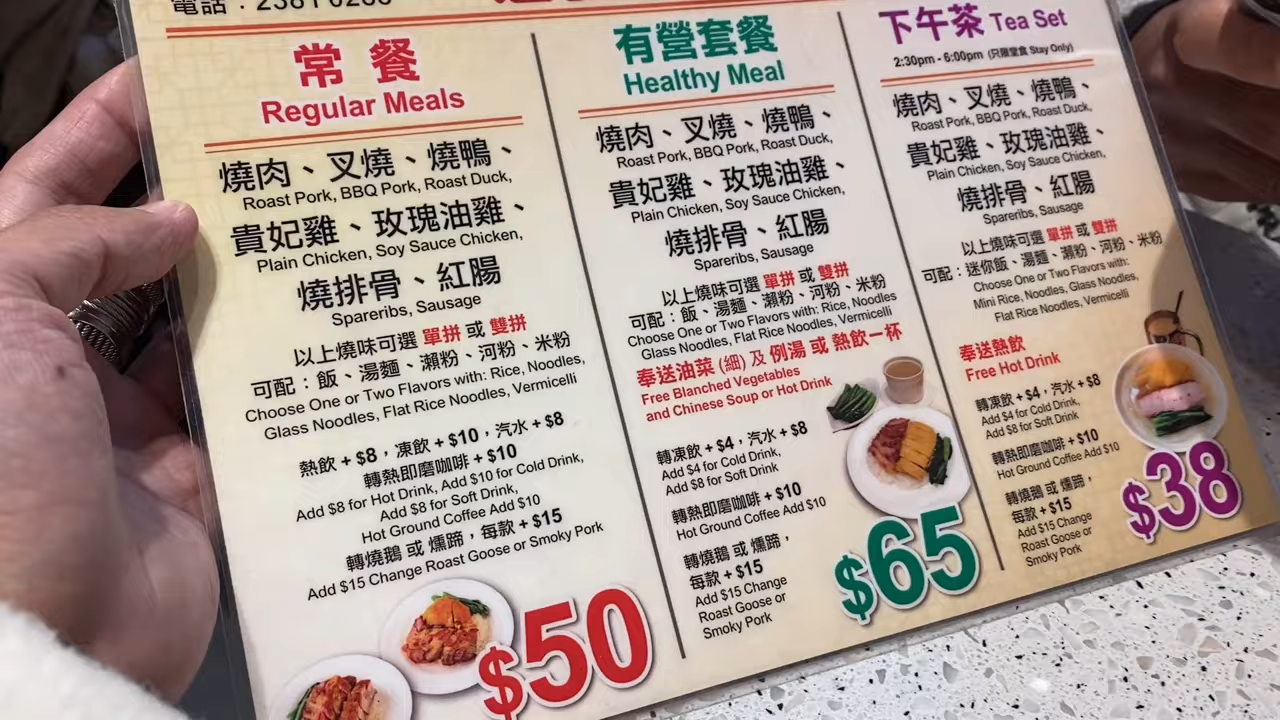 常餐
Regular Meals
燒肉、叉燒、燒鴨、
Roast Pork, BBQ Pork, Roast Duck,
貴妃雞、玫瑰油雞、
Plain Chicken, Soy Sauce Chicken,
燒排骨、紅腸
Spareribs, Sausage
以上燒味可選 單拼 或 雙拼
可配：飯、湯麵、瀨粉、河粉、米粉
Choose One or Two Flavors with: Rice, Noodles,
Glass Noodles, Flat Rice Noodles, Vermicelli
熱飲 + $8，凍飲 + $10，汽水 + $8
轉熱即磨咖啡 + $10
Add $8 for Hot Drink, Add $10 for Cold Drink,
Add $8 for Soft Drink,
Hot Ground Coffee Add $10
轉燒鵝 或 燻蹄，每款 + $15
Add $15 Change Roast Goose or Smoky Pork
$50
有營套餐
Healthy Meal
燒肉、叉燒、燒鴨、
Roast Pork, BBQ Pork, Roast Duck,
貴妃雞、玫瑰油雞、
Plain Chicken, Soy Sauce Chicken,
燒排骨、紅腸
Spareribs, Sausage
以上燒味可選 單拼 或 雙拼
可配：飯、湯麵、瀨粉、河粉、米粉
Choose One or Two Flavors with: Rice, Noodles
Glass Noodles, Flat Rice Noodles, Vermicelli
奉送油菜 (細) 及 例湯 或 熱飲一杯
Free Blanched Vegetables
and Chinese Soup or Hot Drink
轉凍飲 + $4，汽水 + $8
Add $4 for Cold Drink,
Add $8 for Soft Drink
轉熱即磨咖啡 + $10
Hot Ground Coffee Add $10
轉燒鵝 或 燻蹄，
每款 + $15
Add $15 Change
Roast Goose or
Smoky Pork
$65
下午茶 Tea Set
2:30pm - 6:00pm (只限堂食 Stay Only)
燒肉、叉燒、燒鴨、
Roast Pork, BBQ Pork, Roast Duck,
貴妃雞、玫瑰油雞、
Plain Chicken, Soy Sauce Chicken,
燒排骨、紅腸
Spareribs, Sausage
以上燒味可選 單拼 或 雙拼
可配：迷你飯、湯麵、瀨粉、河粉、米粉
Choose One or Two Flavors with:
Mini Rice, Noodles, Glass Noodles,
Flat Rice Noodles, Vermicelli
奉送熱飲
Free Hot Drink
轉凍飲 + $4，汽水 + $8
Add $4 for Cold Drink,
Add $8 for Soft Drink
轉熱即磨咖啡 + $10
Hot Ground Coffee Add $10
轉燒鵝 或 燻蹄，
每款 + $15
Add $15 Change
Roast Goose or
Smoky Pork
$38